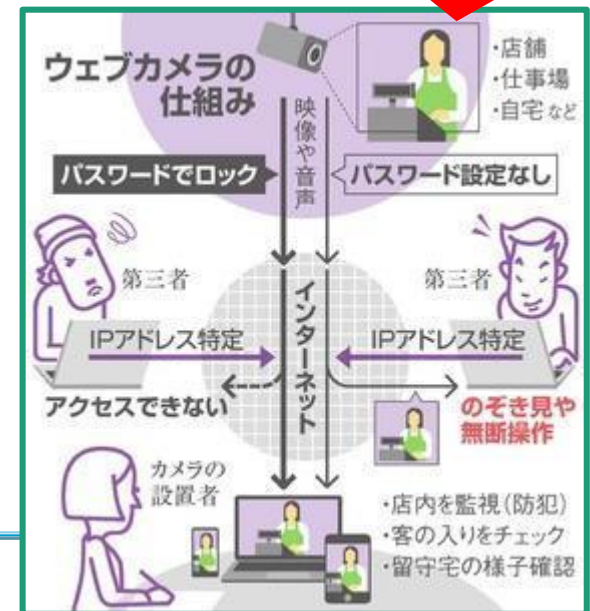 ウェブカメラの
仕組み
・店舗
・仕事場
・自宅など
映像や音声
パスワードでロック
パスワード設定なし
第三者
第三者
インターネット
IPアドレス特定
IPアドレス特定
アクセスできない
のぞき見や
無断操作
カメラの
設置者
・店内を監視(防犯)
・客の入りをチェック
・留守宅の様子確認